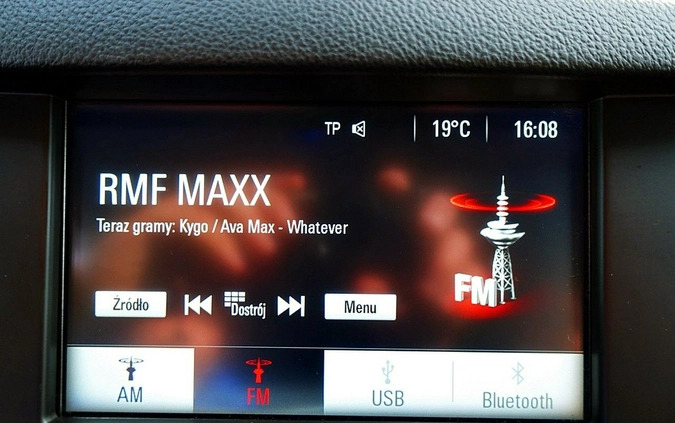 TP 19°C 16:08
RMF MAXX
Teraz gramy: Kygo / Ava Max - Whatever
FM
Źródło Dostrój Menu
AM FM USB Bluetooth